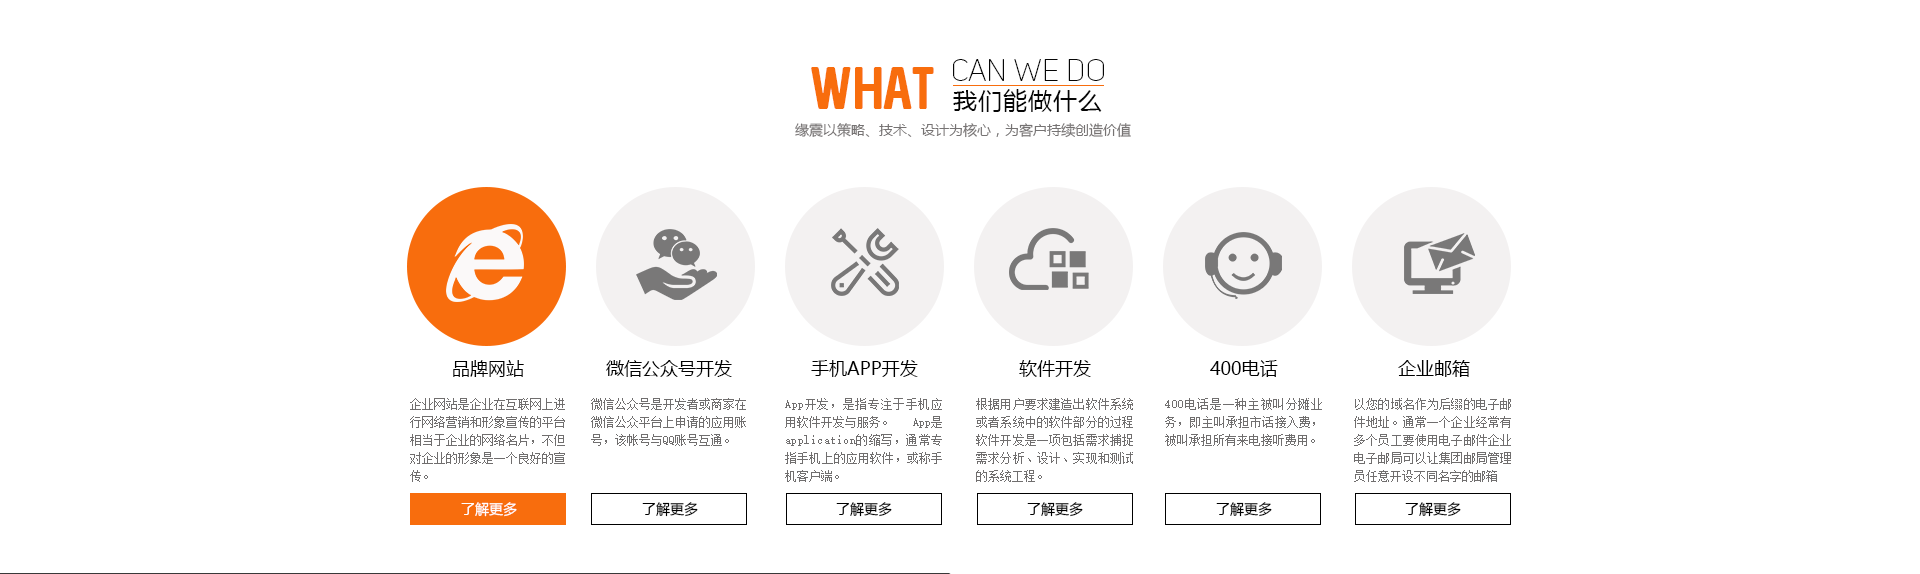 WHAT
CAN WE DO
我们能做什么
缘震以策略、技术、设计为核心，为客户持续创造价值
品牌网站
企业网站是企业在互联网上进
行网络营销和形象宣传的平台
相当于企业的网络名片，不但
对企业的形象是一个良好的宣
传。
了解更多
微信公众号开发
微信公众号是开发者或商家在
微信公众平台上申请的应用账
号，该帐号与QQ账号互通。
了解更多
手机APP开发
App开发，是指专注于手机应
用软件开发与服务。 App是
application的缩写，通常专
指手机上的应用软件，或称手
机客户端。
了解更多
软件开发
根据用户要求建造出软件系统
或者系统中的软件部分的过程
软件开发是一项包括需求捕捉
需求分析、设计、实现和测试
的系统工程。
了解更多
400电话
400电话是一种主被叫分摊业
务，即主叫承担市话接入费，
被叫承担所有来电接听费用。
了解更多
企业邮箱
以您的域名作为后缀的电子邮
件地址。通常一个企业经常有
多个员工要使用电子邮件企业
电子邮局可以让集团邮局管理
员任意开设不同名字的邮箱
了解更多